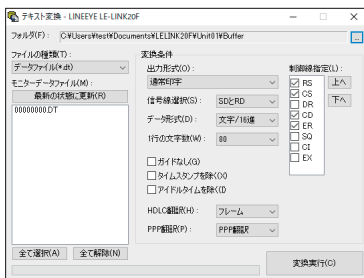 テキスト変換 - LINEEYE LE-LINK20F
フォルダ(F): C:¥Users¥test¥Documents¥LELINK20F¥Unit01¥Buffer
...
ファイルの種類(T):
データファイル(*.dt)
モニターデータファイル(M):
最新の状態に更新(R)
00000000.DT
全て選択(A) 全て解除(N)
変換条件
出力形式(O):
通常印字
信号線選択(S): SDとRD
データ形式(D): 文字/16進
1行の文字数(W): 80
ガイドなし(G)
タイムスタンプを除く(X)
アイドルタイムを除く(I)
HDLC翻訳(H): フレーム
PPP翻訳(P): PPP翻訳
制御線指定(L):
RS
CS
DR
CD
ER
SQ
CI
EX
上へ
下へ
変換実行(C)